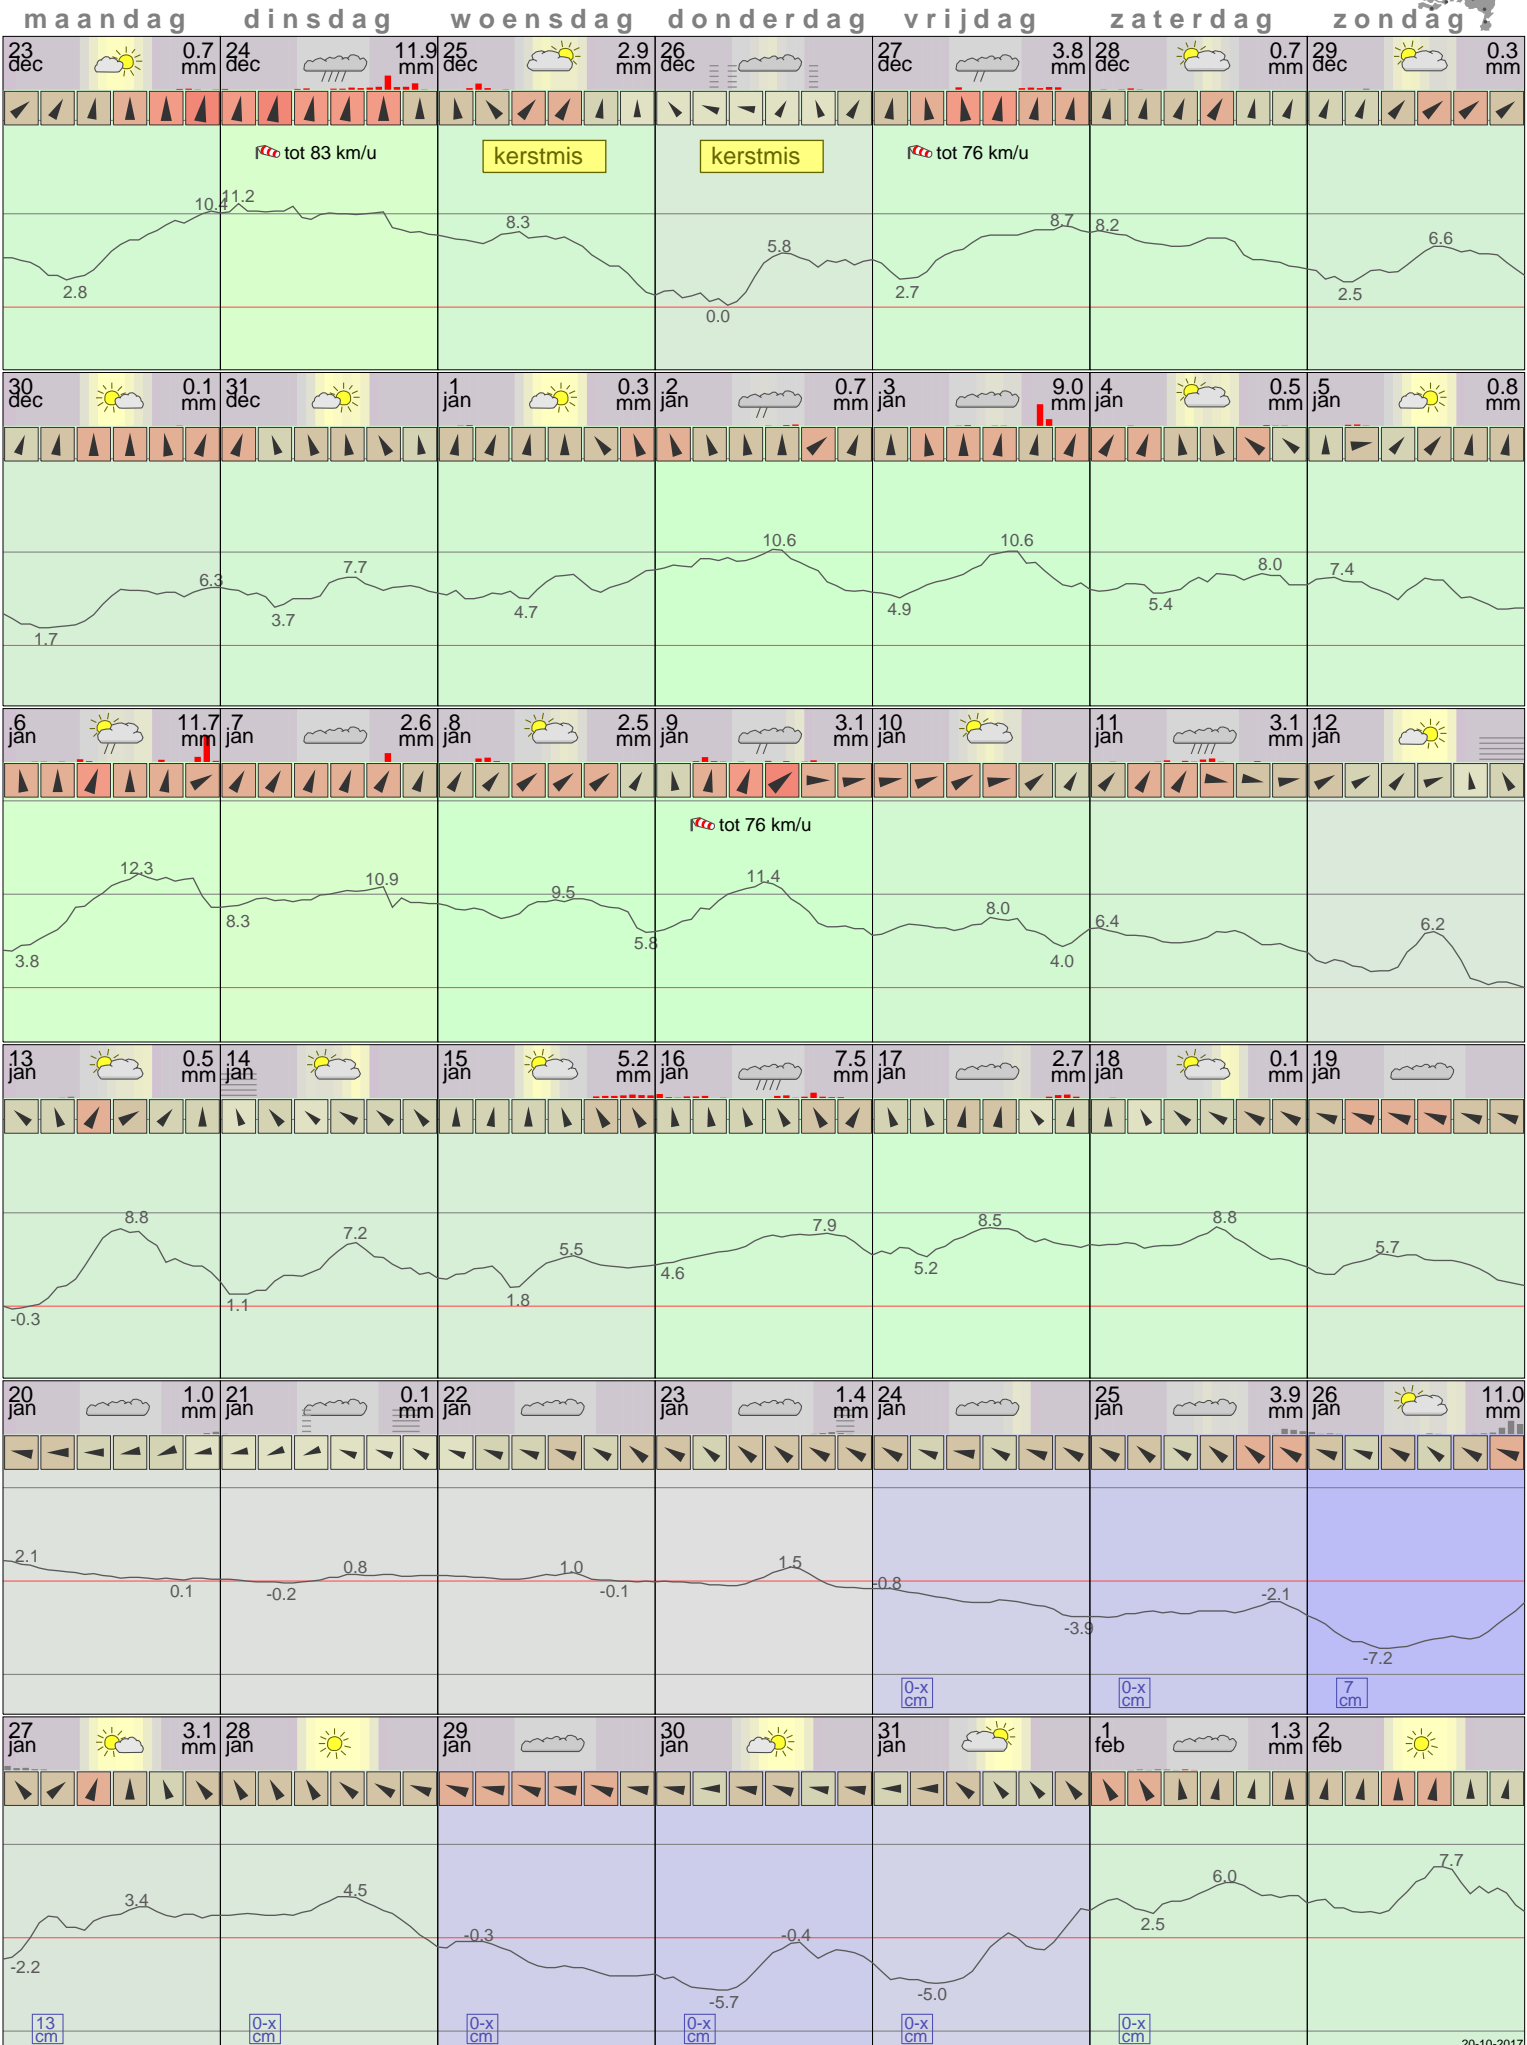 maandag dinsdag woensdag donderdag vrijdag zaterdag zondag
23 dec 0.7 mm
24 dec 11.9 mm
25 dec 2.9 mm
26 dec
27 dec 3.8 mm
28 dec 0.7 mm
29 dec 0.3 mm
tot 83 km/u
kerstmis
kerstmis
tot 76 km/u
2.8 10.4 11.2 8.3 0.0 5.8 2.7 8.7 8.2 2.5 6.6
30 dec 0.1 mm
31 dec
1 jan 0.3 mm
2 jan 0.7 mm
3 jan 9.0 mm
4 jan 0.5 mm
5 jan 0.8 mm
1.7 6.3 3.7 7.7 4.7 10.6 4.9 10.6 5.4 8.0 7.4
6 jan 11.7 mm
7 jan 2.6 mm
8 jan 2.5 mm
9 jan 3.1 mm
10 jan
11 jan 3.1 mm
12 jan
tot 76 km/u
3.8 12.3 8.3 10.9 9.5 5.8 11.4 8.0 4.0 6.4 6.2
13 jan 0.5 mm
14 jan
15 jan 5.2 mm
16 jan 7.5 mm
17 jan 2.7 mm
18 jan 0.1 mm
19 jan
-0.3 8.8 1.1 7.2 1.8 5.5 4.6 7.9 5.2 8.5 8.8 5.7
20 jan 1.0 mm
21 jan 0.1 mm
22 jan
23 jan 1.4 mm
24 jan
25 jan 3.9 mm
26 jan 11.0 mm
2.1 0.1 -0.2 0.8 1.0 -0.1 1.5 -0.8 -3.9 -2.1 -7.2
0-x cm
0-x cm
7 cm
27 jan 3.1 mm
28 jan
29 jan
30 jan
31 jan
1 feb 1.3 mm
2 feb
-2.2 3.4 4.5 -0.3 -5.7 -0.4 -5.0 2.5 6.0 7.7
13 cm
0-x cm
0-x cm
0-x cm
0-x cm
0-x cm
20-10-2017